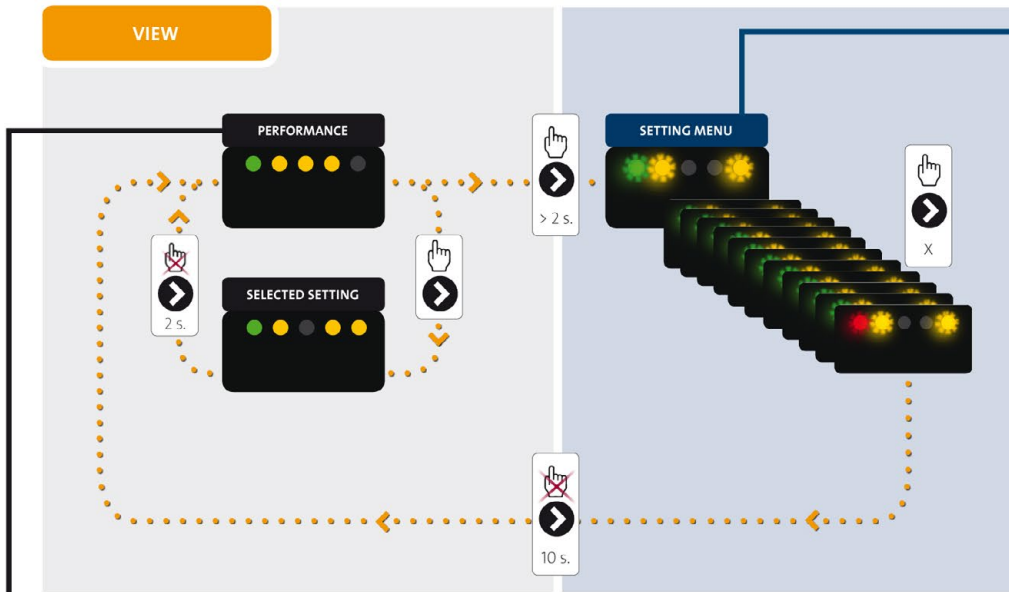 VIEW
PERFORMANCE
SETTING MENU
> 2 s.
X
2 s.
SELECTED SETTING
10 s.